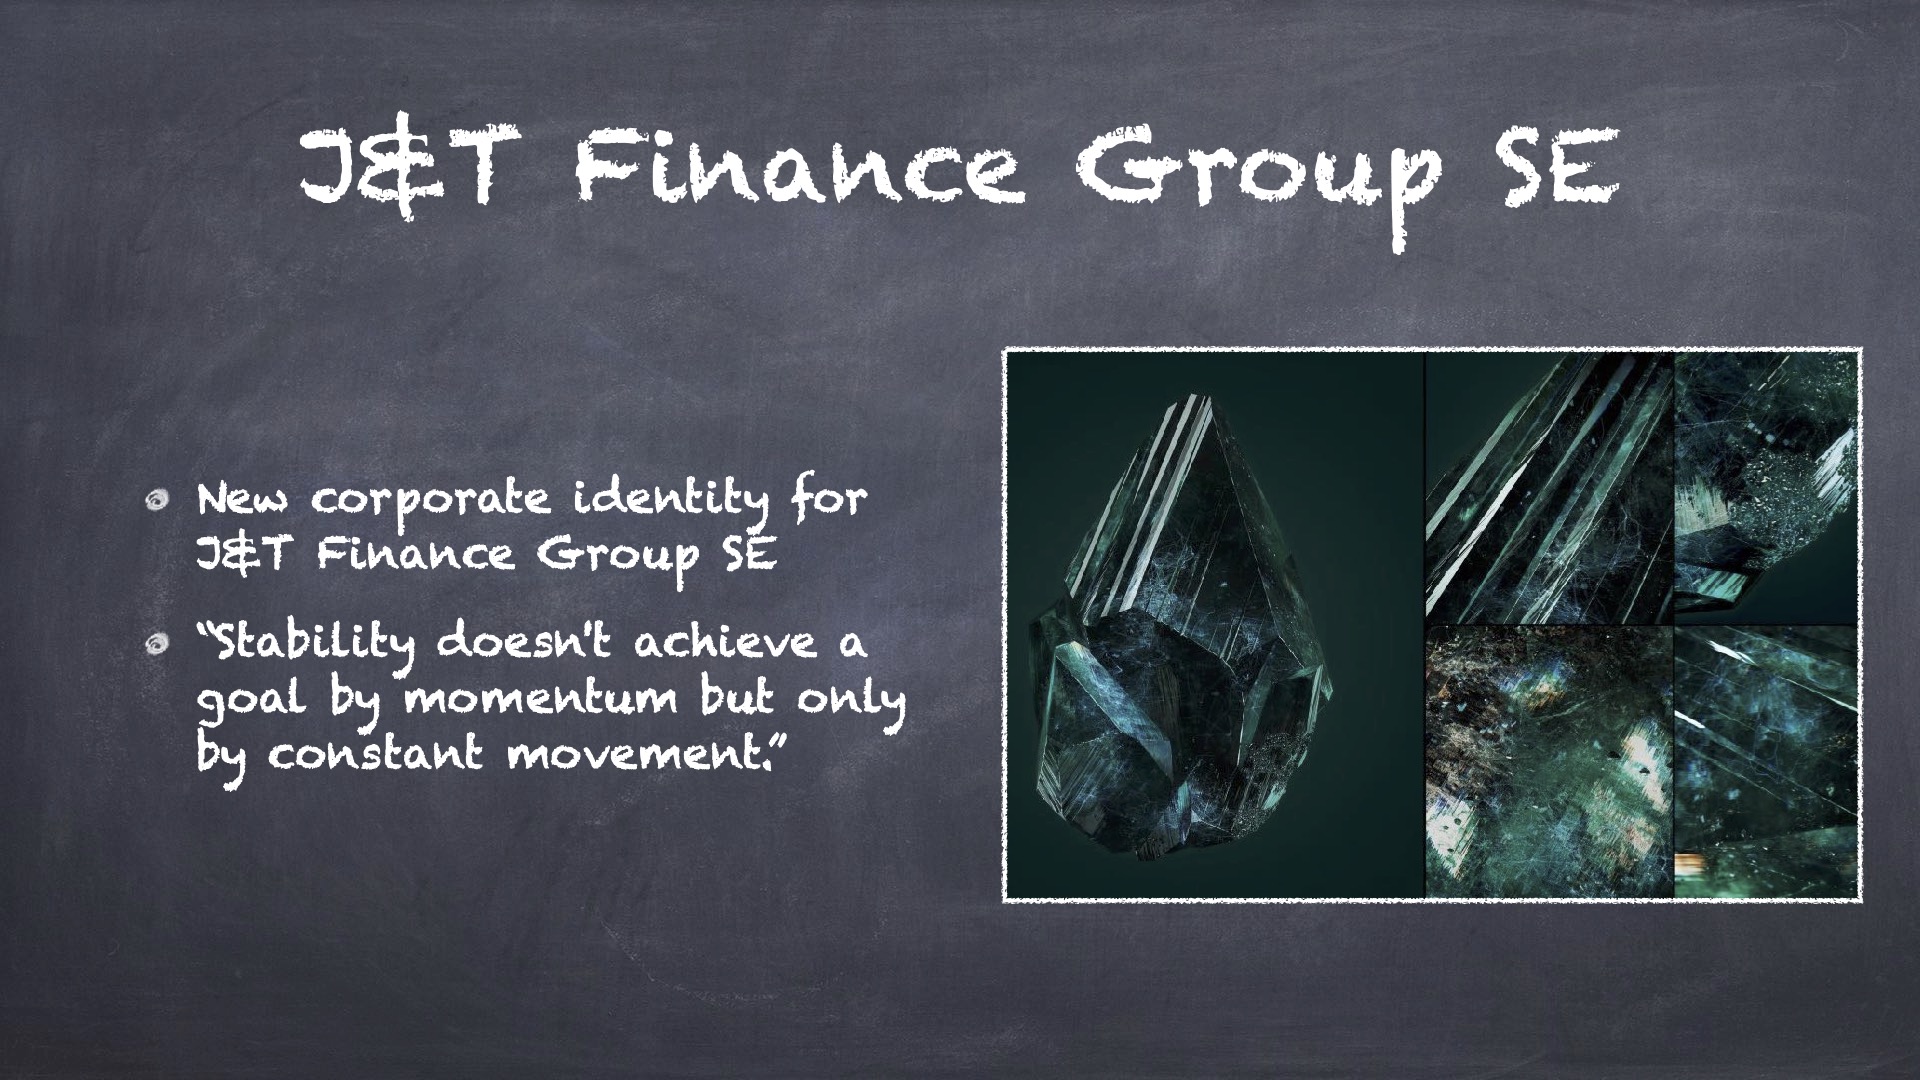 J&T Finance Group SE
New corporate identity for
J&T Finance Group SE
“Stability doesn't achieve a
goal by momentum but only
by constant movement.”